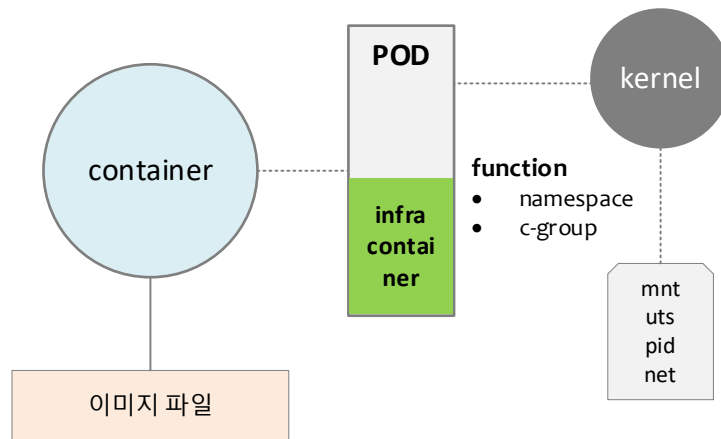 POD
kernel
container
function
• namespace
• c-group
infra
contai
ner
mnt
uts
pid
net
이미지 파일